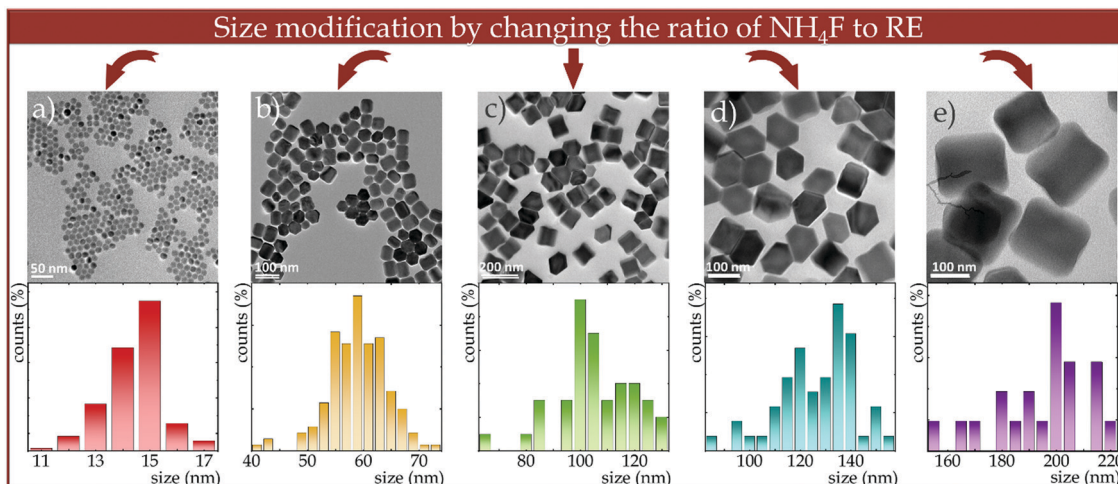 Size modification by changing the ratio of NH₄F to RE
a) b) c) d) e)
50 nm 100 nm 200 nm 100 nm 100 nm
counts (%) counts (%) counts (%) counts (%) counts (%)
11 13 15 17 40 50 60 70 80 100 120 100 120 140 160 180 200 220
size (nm) size (nm) size (nm) size (nm) size (nm)